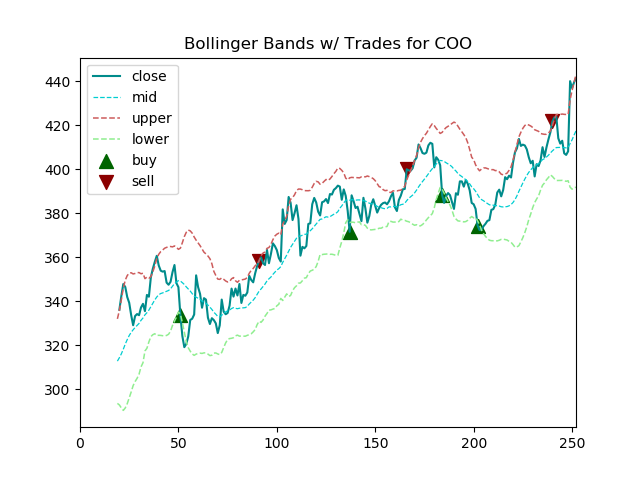 Bollinger Bands w/ Trades for COO
close
mid
upper
lower
buy
sell
440
420
400
380
360
340
320
300
0 50 100 150 200 250